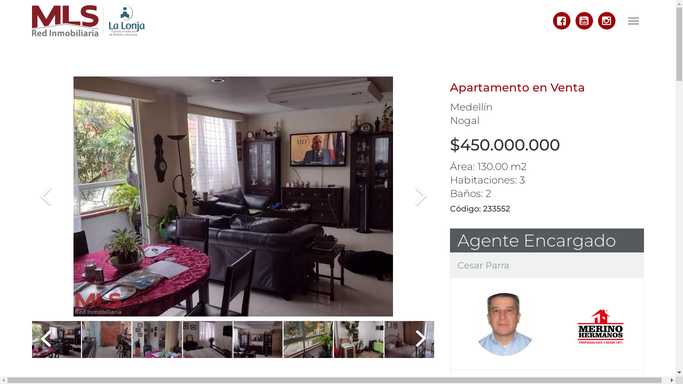 MLS
Red Inmobiliaria
La Lonja
Apartamento en Venta
Medellín
Nogal
$450.000.000
Área: 130.00 m2
Habitaciones: 3
Baños: 2
Código: 233552
Agente Encargado
Cesar Parra
MERINO
HERMANOS
MLS
Red Inmobiliaria